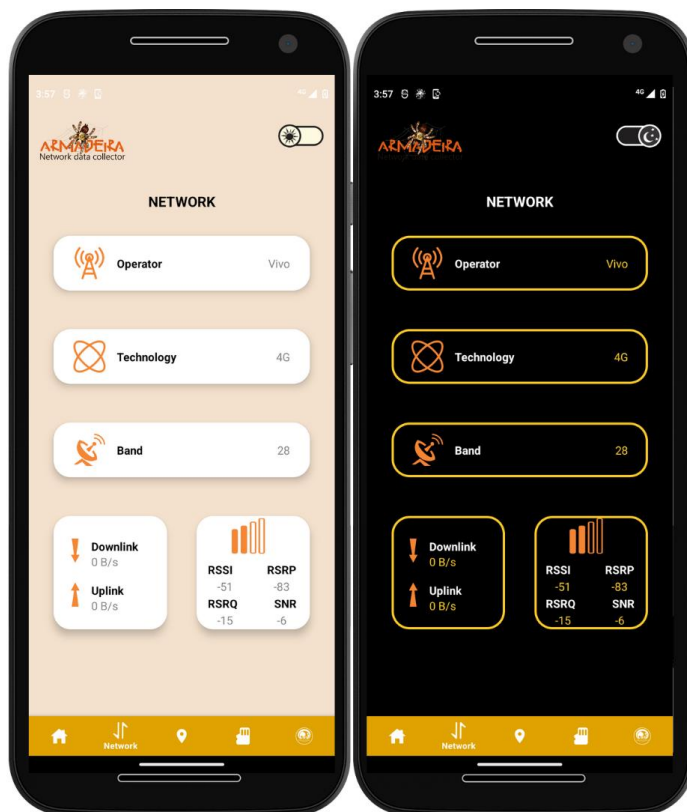 3:57
4G
ARMADEIRA
Network data collector
NETWORK
Operator Vivo
Technology 4G
Band 28
Downlink
0 B/s
Uplink
0 B/s
RSSI RSRP
-51 -83
RSRQ SNR
-15 -6
Network
3:57
4G
ARMADEIRA
NETWORK
Operator Vivo
Technology 4G
Band 28
Downlink
0 B/s
Uplink
0 B/s
RSSI RSRP
-51 -83
RSRQ SNR
-15 -6
Network